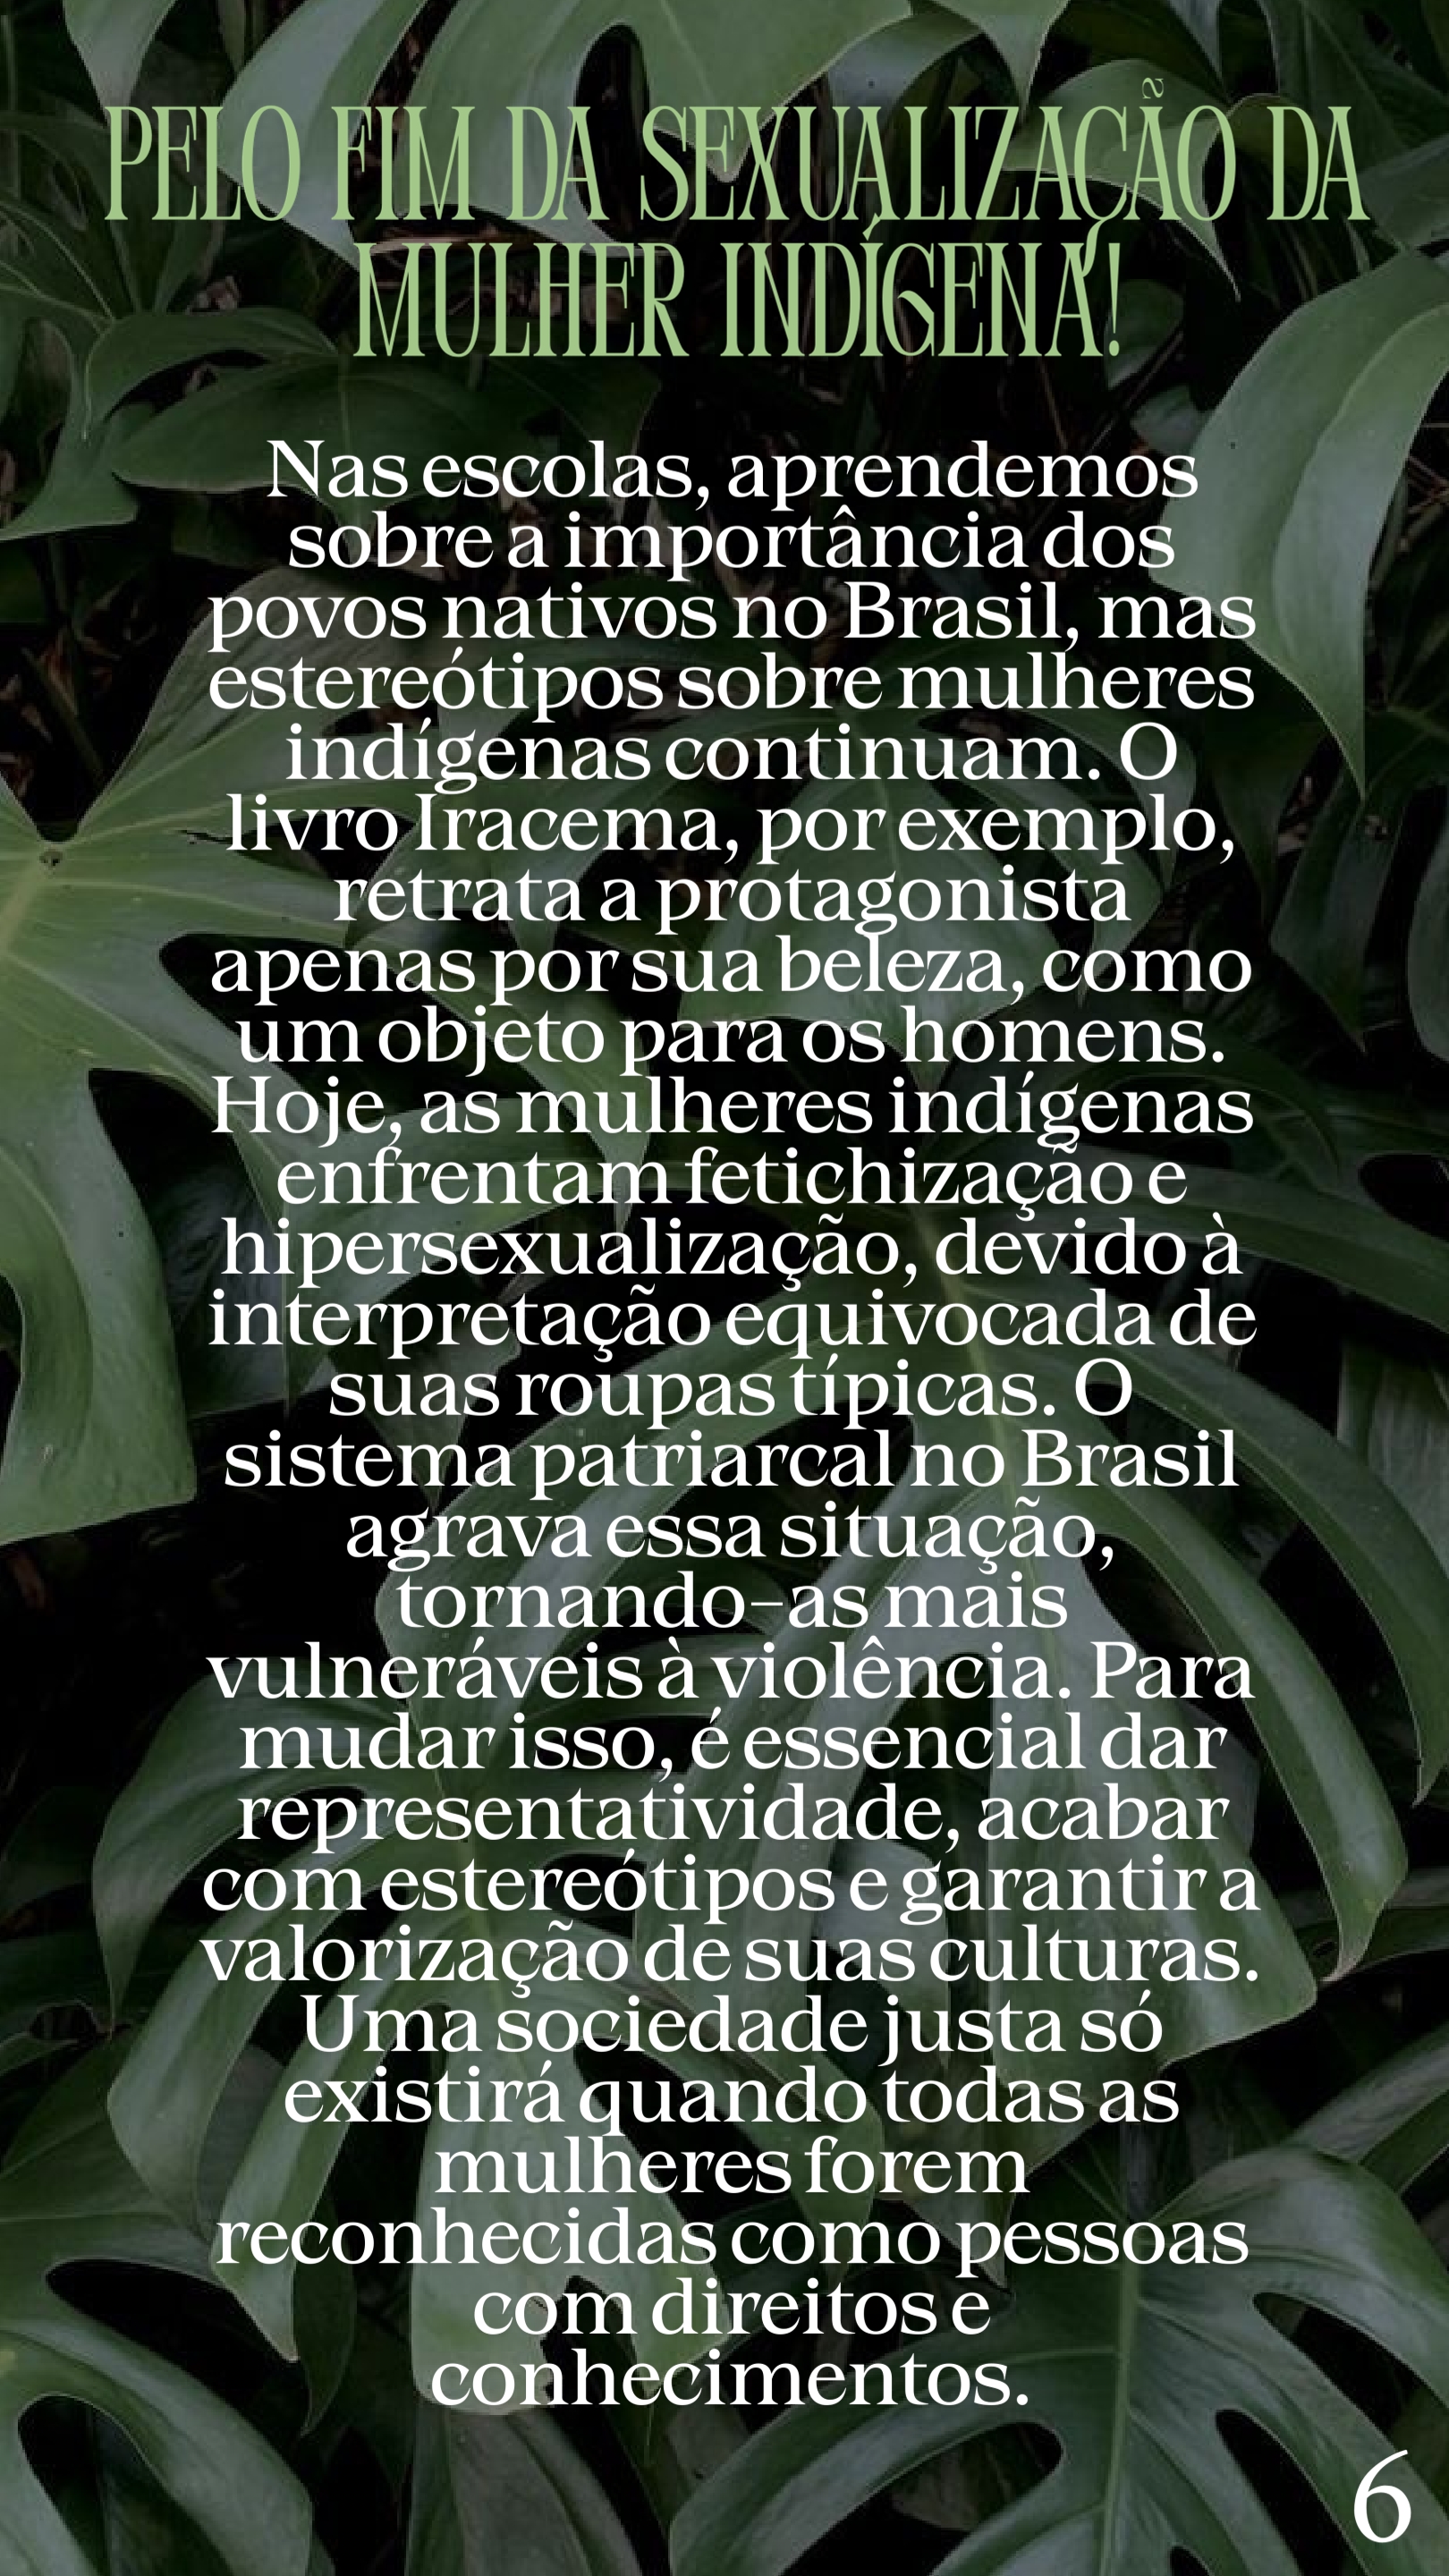 PELO FIM DA SEXUALIZAÇÃO DA
MULHER INDÍGENA!
Nas escolas, aprendemos
sobre a importância dos
povos nativos no Brasil, mas
estereótipos sobre mulheres
indígenas continuam. O
livro Iracema, por exemplo,
retrata a protagonista
apenas por sua beleza, como
um objeto para os homens.
Hoje, as mulheres indígenas
enfrentam fetichização e
hipersexualização, devido à
interpretação equivocada de
suas roupas típicas. O
sistema patriarcal no Brasil
agrava essa situação,
tornando-as mais
vulneráveis à violência. Para
mudar isso, é essencial dar
representatividade, acabar
com estereótipos e garantir a
valorização de suas culturas.
Uma sociedade justa só
existirá quando todas as
mulheres forem
reconhecidas como pessoas
com direitos e
conhecimentos.
6